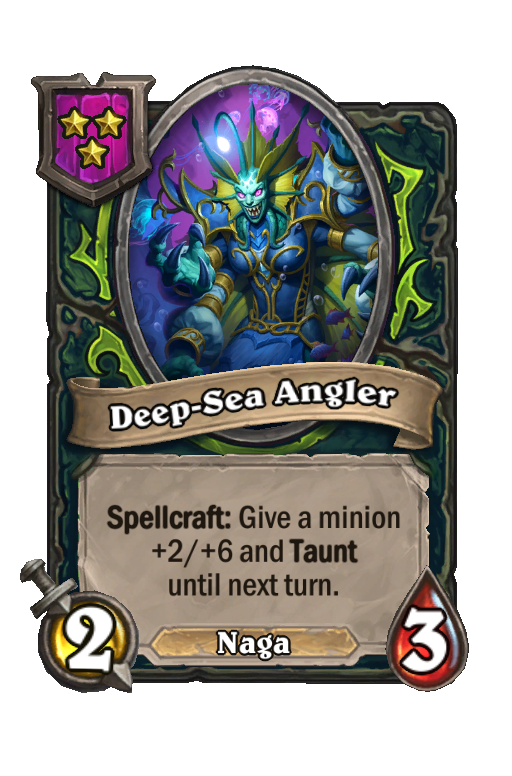 Deep-Sea Angler
Spellcraft: Give a minion
+2/+6 and Taunt
until next turn.
2
Naga
3